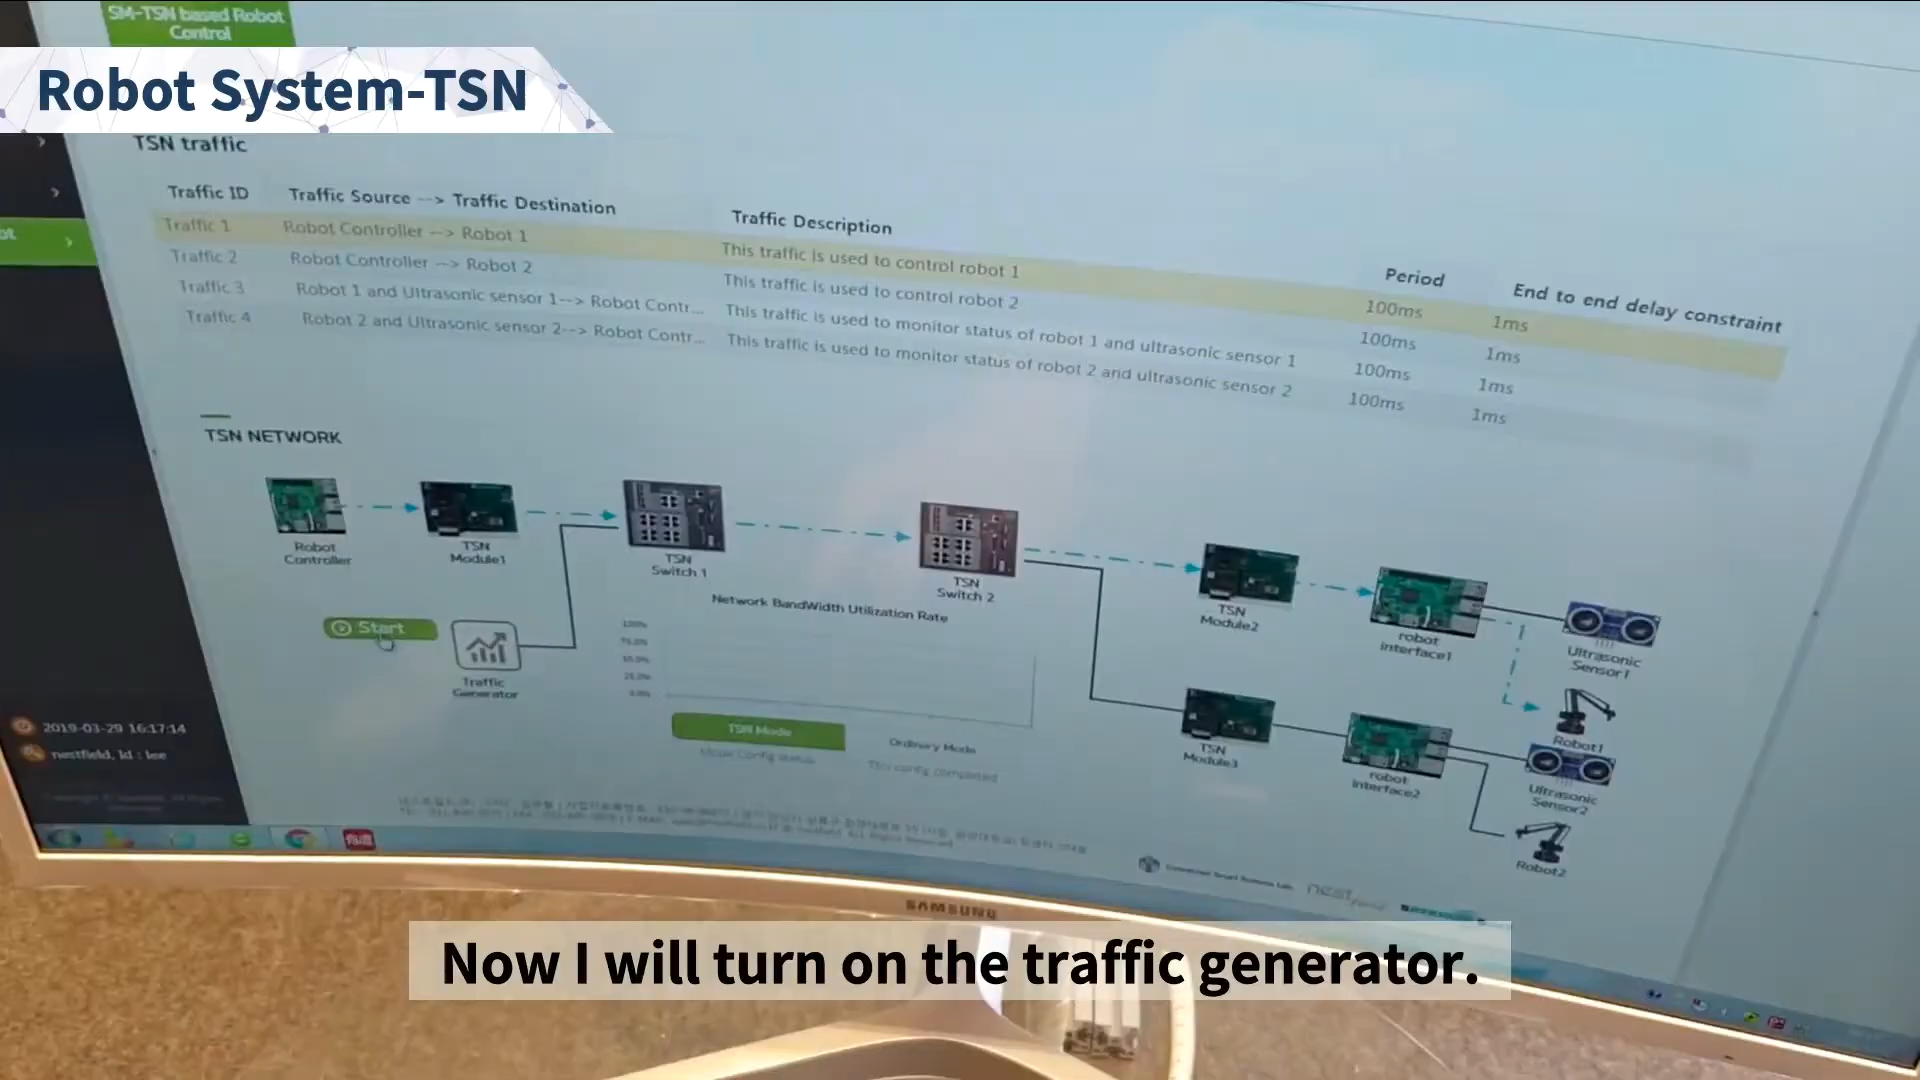 SM-TSN based Robot
Control
Robot System-TSN
TSN traffic
Traffic ID Traffic Source --> Traffic Destination Traffic Description Period End to end delay constraint
Traffic 1 Robot Controller --> Robot 1 This traffic is used to control robot 1 100ms 1ms
Traffic 2 Robot Controller --> Robot 2 This traffic is used to control robot 2 100ms 1ms
Traffic 3 Robot 1 and Ultrasonic sensor 1--> Robot Contr... This traffic is used to monitor status of robot 1 and ultrasonic sensor 1 100ms 1ms
Traffic 4 Robot 2 and Ultrasonic sensor 2--> Robot Contr... This traffic is used to monitor status of robot 2 and ultrasonic sensor 2 100ms 1ms
TSN NETWORK
Robot
Controller
TSN
Module1
TSN
Switch 1
TSN
Switch 2
TSN
Module2
robot
interface1
Ultrasonic
Sensor1
Robot1
Start
Traffic
Generator
Network BandWidth Utilization Rate
100%
TSN Mode
Ordinary Mode
TSN
Module3
robot
interface2
Ultrasonic
Sensor2
Robot2
2019-03-29 16:17:14
nestfield, Id : lee
SAMSUNG
Now I will turn on the traffic generator.